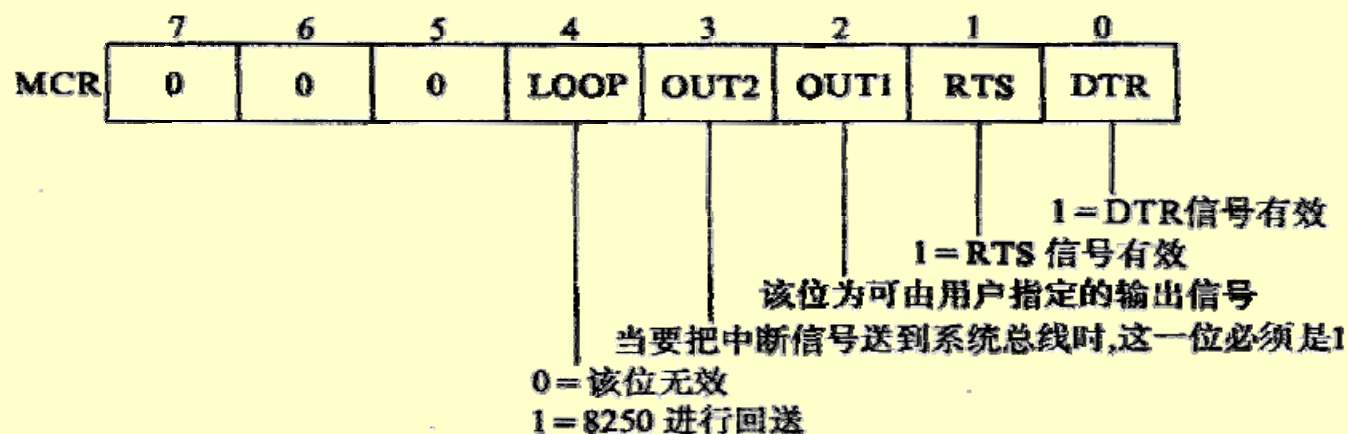 7 6 5 4 3 2 1 0
MCR 0 0 0 LOOP OUT2 OUT1 RTS DTR
1=DTR信号有效
1=RTS 信号有效
该位为可由用户指定的输出信号
当要把中断信号送到系统总线时,这一位必须是1
0=该位无效
1=8250 进行回送